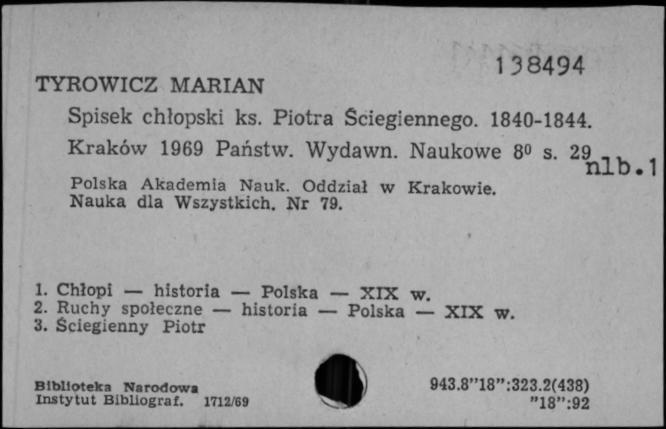 138494
TYROWICZ MARIAN
Spisek chłopski ks. Piotra Ściegiennego. 1840-1844.
Kraków 1969 Państw. Wydawn. Naukowe 8⁰ s. 29
nlb.1
Polska Akademia Nauk. Oddział w Krakowie.
Nauka dla Wszystkich. Nr 79.
1. Chłopi — historia — Polska — XIX w.
2. Ruchy społeczne — historia — Polska — XIX w.
3. Ściegienny Piotr
Biblioteka Narodowa
Instytut Bibliograf. 1712/69
943.8”18”:323.2(438)
”18”:92